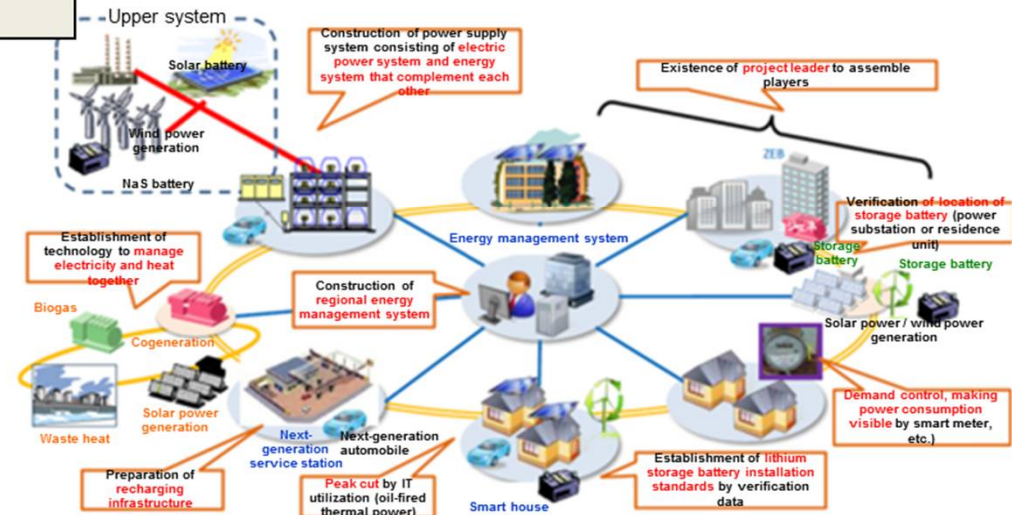 Upper system
Solar battery
Wind power
generation
NaS battery
Construction of power supply
system consisting of electric
power system and energy
system that complement each
other
Existence of project leader to assemble
players
ZEB
Verification of location of
storage battery (power
substation or residence
unit)
Storage
battery
Storage battery
Solar power / wind power
generation
Energy management system
Establishment of
technology to manage
electricity and heat
together
Construction of
regional energy
management system
Biogas
Cogeneration
Solar power
generation
Waste heat
Next-
generation
service station
Next-generation
automobile
Demand control, making
power consumption
visible by smart meter,
etc.)
Preparation of
recharging
infrastructure
Peak cut by IT
utilization (oil-fired
thermal power)
Smart house
Establishment of lithium
storage battery installation
standards by verification
data